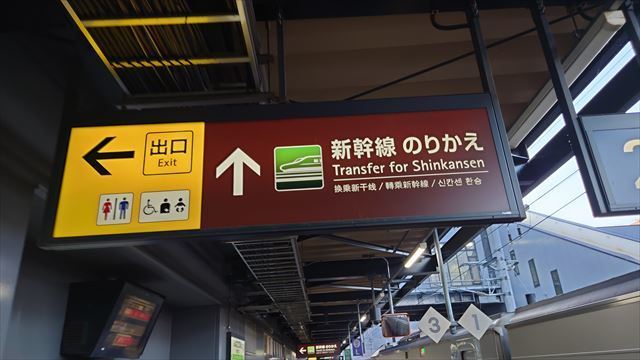 出口
Exit
新幹線 のりかえ
Transfer for Shinkansen
换乘新干线 / 轉乘新幹線 / 신칸센 환승
2
3
1